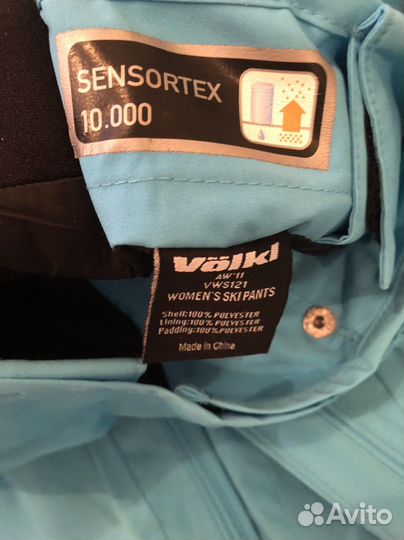 SENSORTEX
10.000
Völkl
AW'11
VWS121
WOMEN'S SKI PANTS
Shell:100% POLYESTER
Lining:100% POLYESTER
Padding:100% POLYESTER
Made in China
Avito